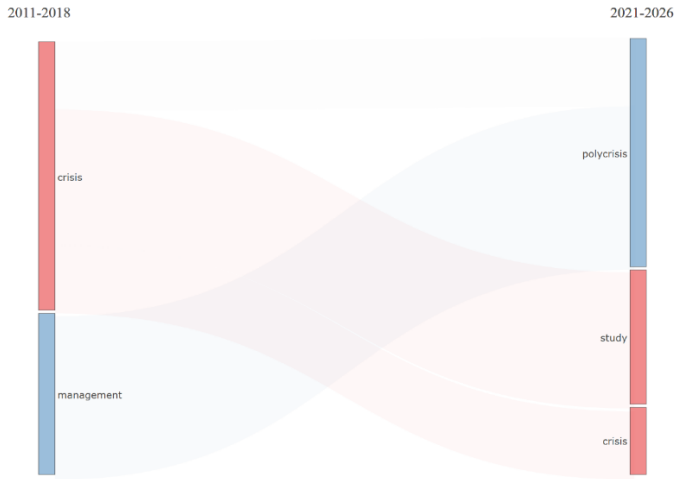 2011-2018
2021-2026
polycrisis
crisis
study
management
crisis